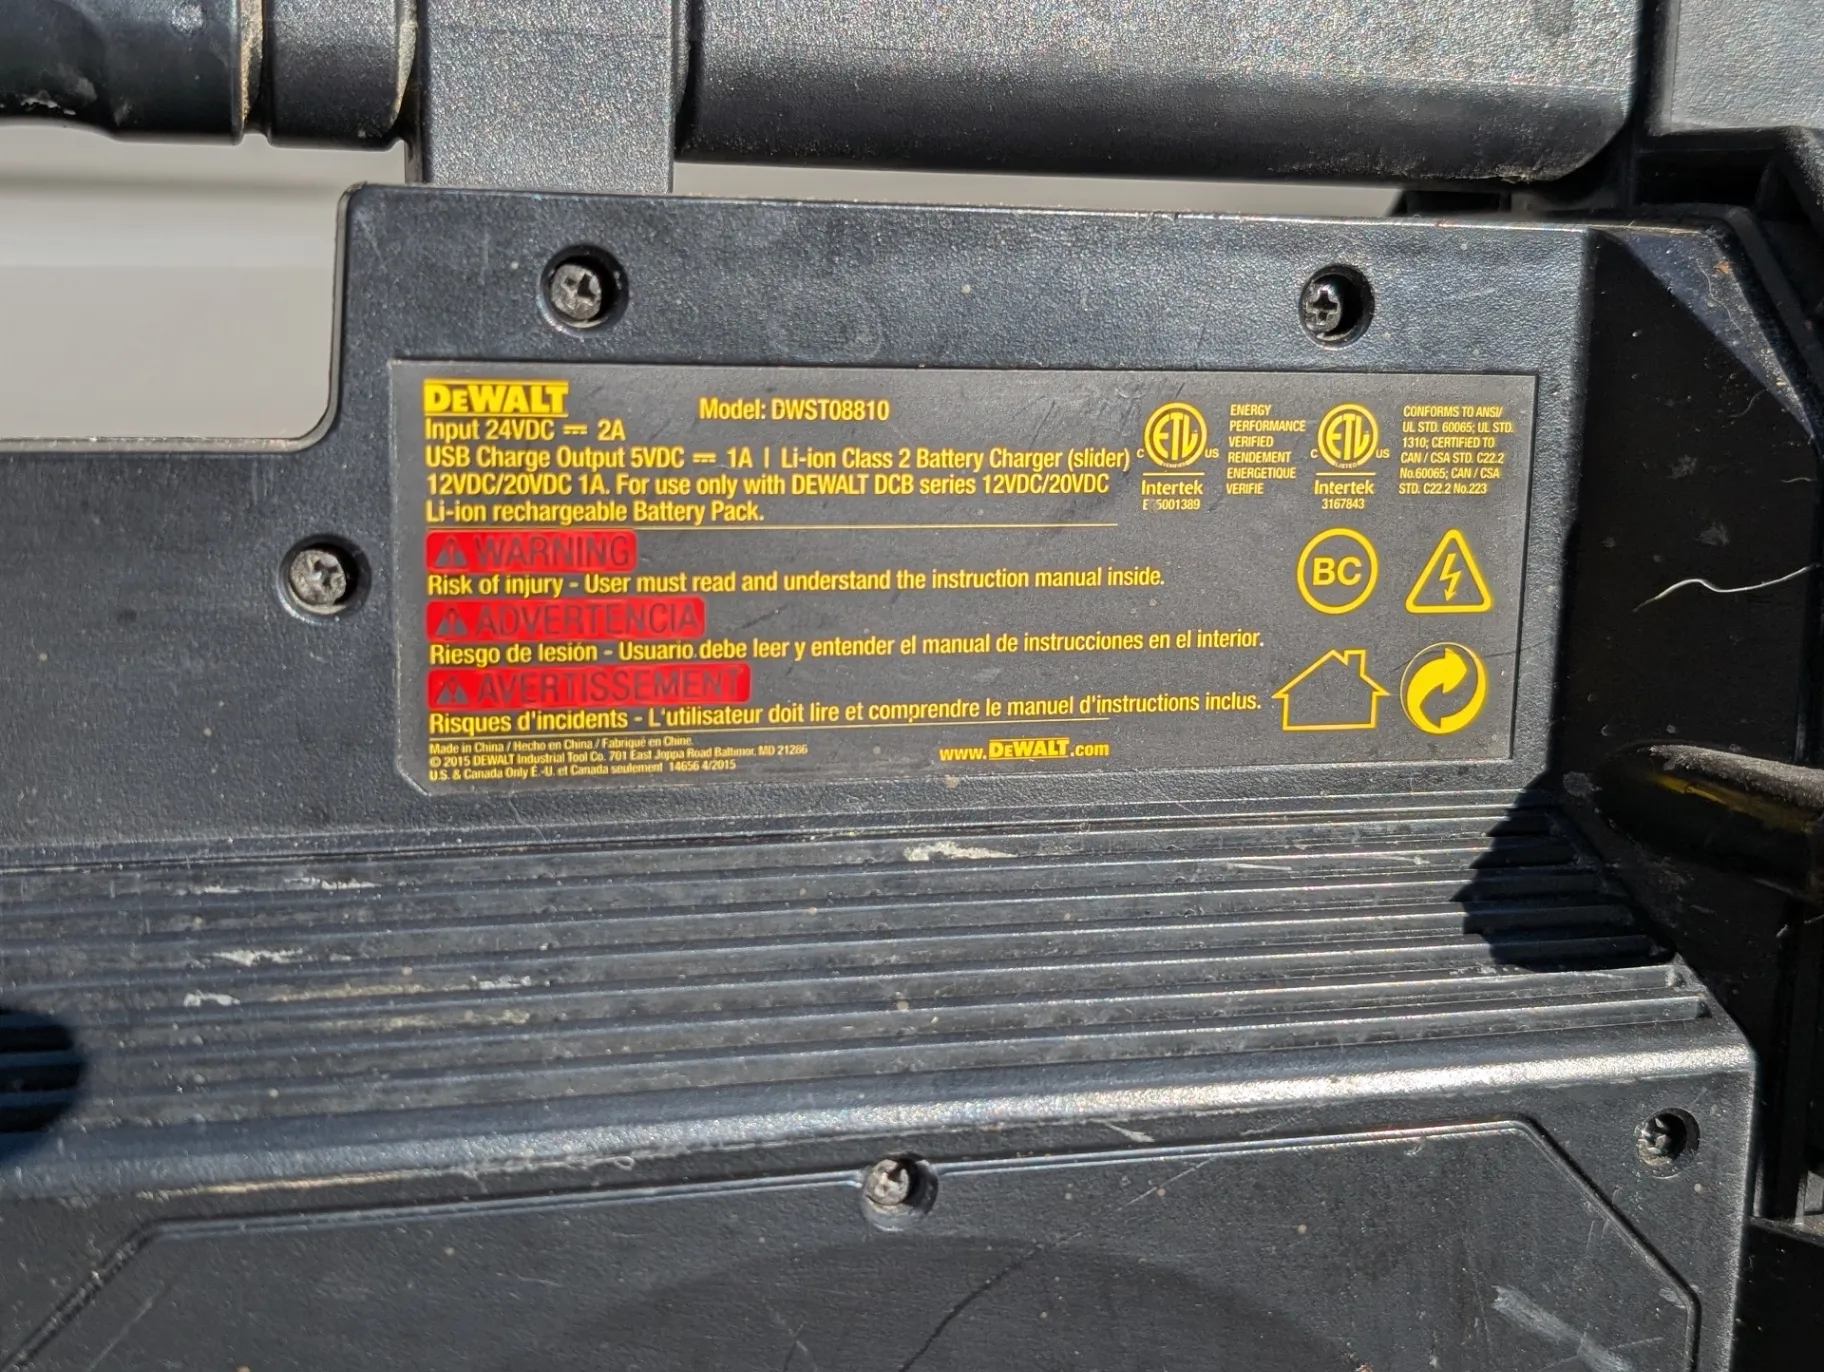 DEWALT
Model: DWST08810
Input 24VDC ⎓ 2A
USB Charge Output 5VDC ⎓ 1A | Li-ion Class 2 Battery Charger (slider)
12VDC/20VDC 1A. For use only with DEWALT DCB series 12VDC/20VDC
Li-ion rechargeable Battery Pack.
C ETL US
VERIFIED
Intertek
5001389
ENERGY
PERFORMANCE
VERIFIED
RENDEMENT
ENERGETIQUE
VERIFIE
C ETL US
LISTED
Intertek
3167843
CONFORMS TO ANSI/
UL STD. 60065; UL STD.
1310; CERTIFIED TO
CAN / CSA STD. C22.2
No.60065; CAN / CSA
STD. C22.2 No.223
WARNING
Risk of injury - User must read and understand the instruction manual inside.
ADVERTENCIA
Riesgo de lesión - Usuario debe leer y entender el manual de instrucciones en el interior.
AVERTISSEMENT
Risques d'incidents - L'utilisateur doit lire et comprendre le manuel d'instructions inclus.
BC
Made in China / Hecho en China / Fabriqué en Chine
© 2015 DEWALT Industrial Tool Co. 701 East Joppa Road Baltimor, MD 21286
U.S. & Canada Only É.-U. et Canada seulement 14656 4/2015
www.DEWALT.com